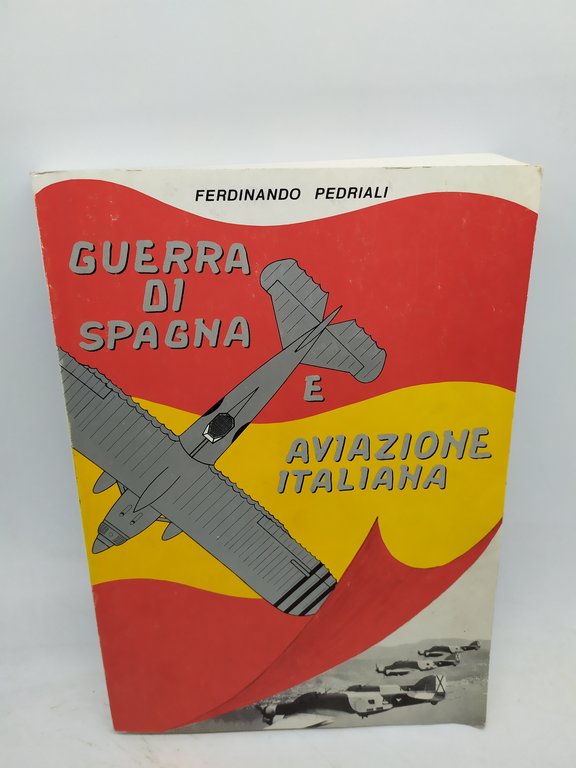 FERDINANDO PEDRIALI
GUERRA
DI
SPAGNA
E
AVIAZIONE
ITALIANA